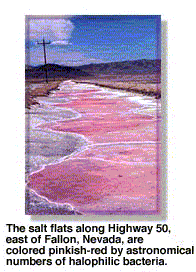 The salt flats along Highway 50,
east of Fallon, Nevada, are
colored pinkish-red by astronomical
numbers of halophilic bacteria.